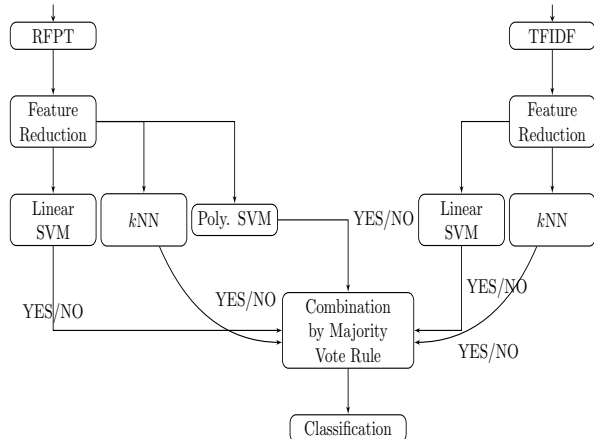 RFPT
TFIDF
Feature
Reduction
Feature
Reduction
Linear
SVM
kNN
Poly. SVM
YES/NO
Linear
SVM
kNN
YES/NO
YES/NO
YES/NO
Combination
by Majority
Vote Rule
YES/NO
Classification